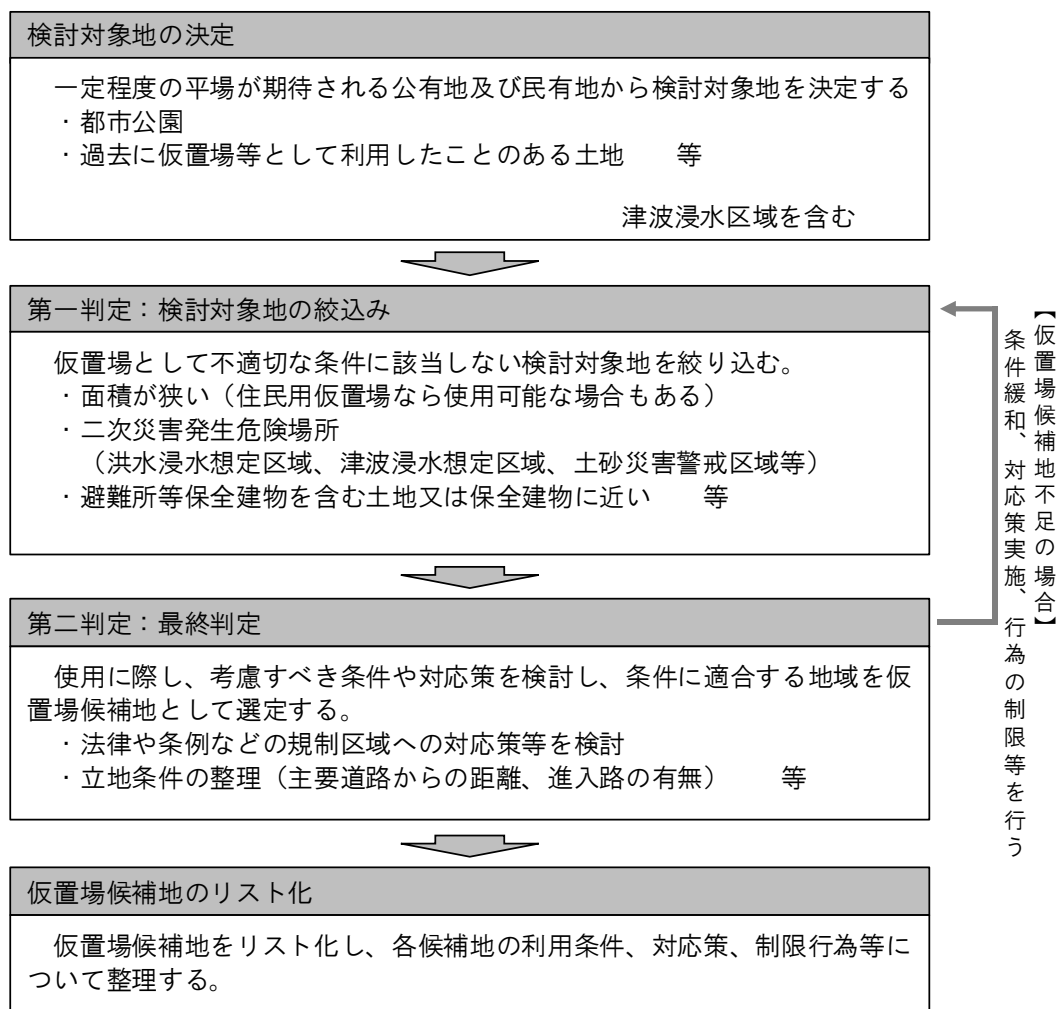 検討対象地の決定
一定程度の平場が期待される公有地及び民有地から検討対象地を決定する
・都市公園
・過去に仮置場等として利用したことのある土地　　等
津波浸水区域を含む
第一判定：検討対象地の絞込み
仮置場として不適切な条件に該当しない検討対象地を絞り込む。
・面積が狭い（住民用仮置場なら使用可能な場合もある）
・二次災害発生危険場所
（洪水浸水想定区域、津波浸水想定区域、土砂災害警戒区域等）
・避難所等保全建物を含む土地又は保全建物に近い　　等
第二判定：最終判定
使用に際し、考慮すべき条件や対応策を検討し、条件に適合する地域を仮
置場候補地として選定する。
・法律や条例などの規制区域への対応策等を検討
・立地条件の整理（主要道路からの距離、進入路の有無）　　等
仮置場候補地のリスト化
仮置場候補地をリスト化し、各候補地の利用条件、対応策、制限行為等に
ついて整理する。
【仮置場候補地不足の場合】
条件緩和、対応策実施、行為の制限等を行う